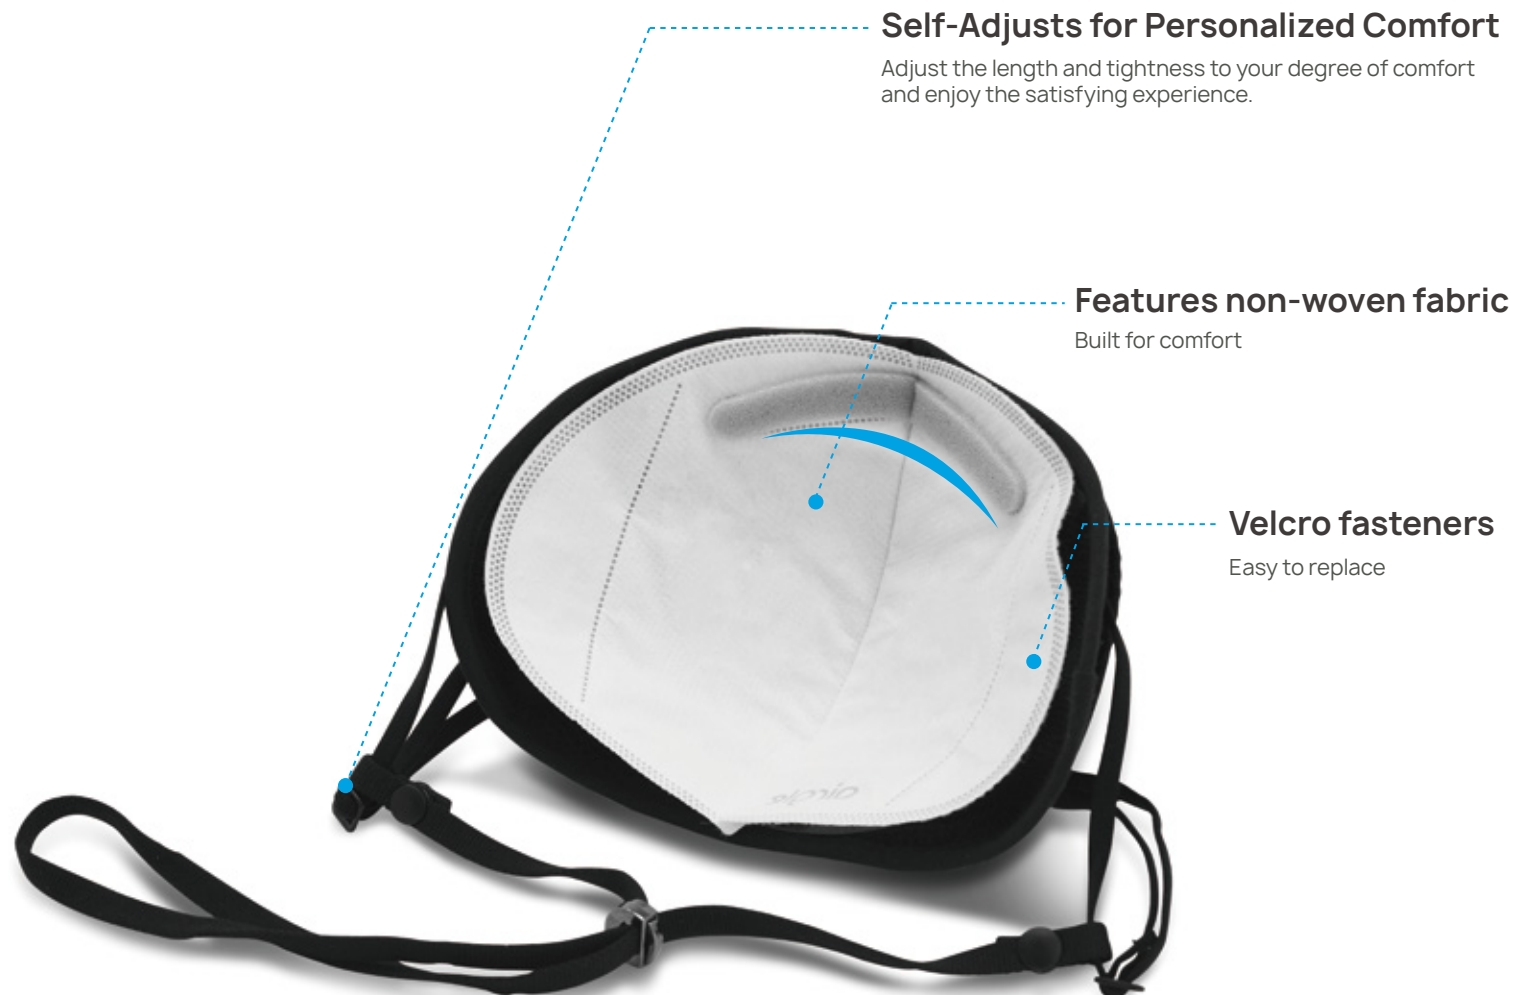 Self-Adjusts for Personalized Comfort
Adjust the length and tightness to your degree of comfort
and enjoy the satisfying experience.
Features non-woven fabric
Built for comfort
Velcro fasteners
Easy to replace